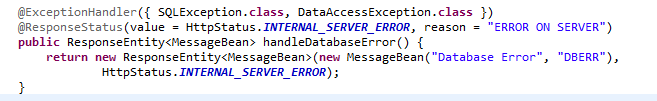 @ExceptionHandler({ SQLException.class, DataAccessException.class })
@ResponseStatus(value = HttpStatus.INTERNAL_SERVER_ERROR, reason = "ERROR ON SERVER")
public ResponseEntity<MessageBean> handleDatabaseError() {
return new ResponseEntity<MessageBean>(new MessageBean("Database Error", "DBERR"),
HttpStatus.INTERNAL_SERVER_ERROR);
}